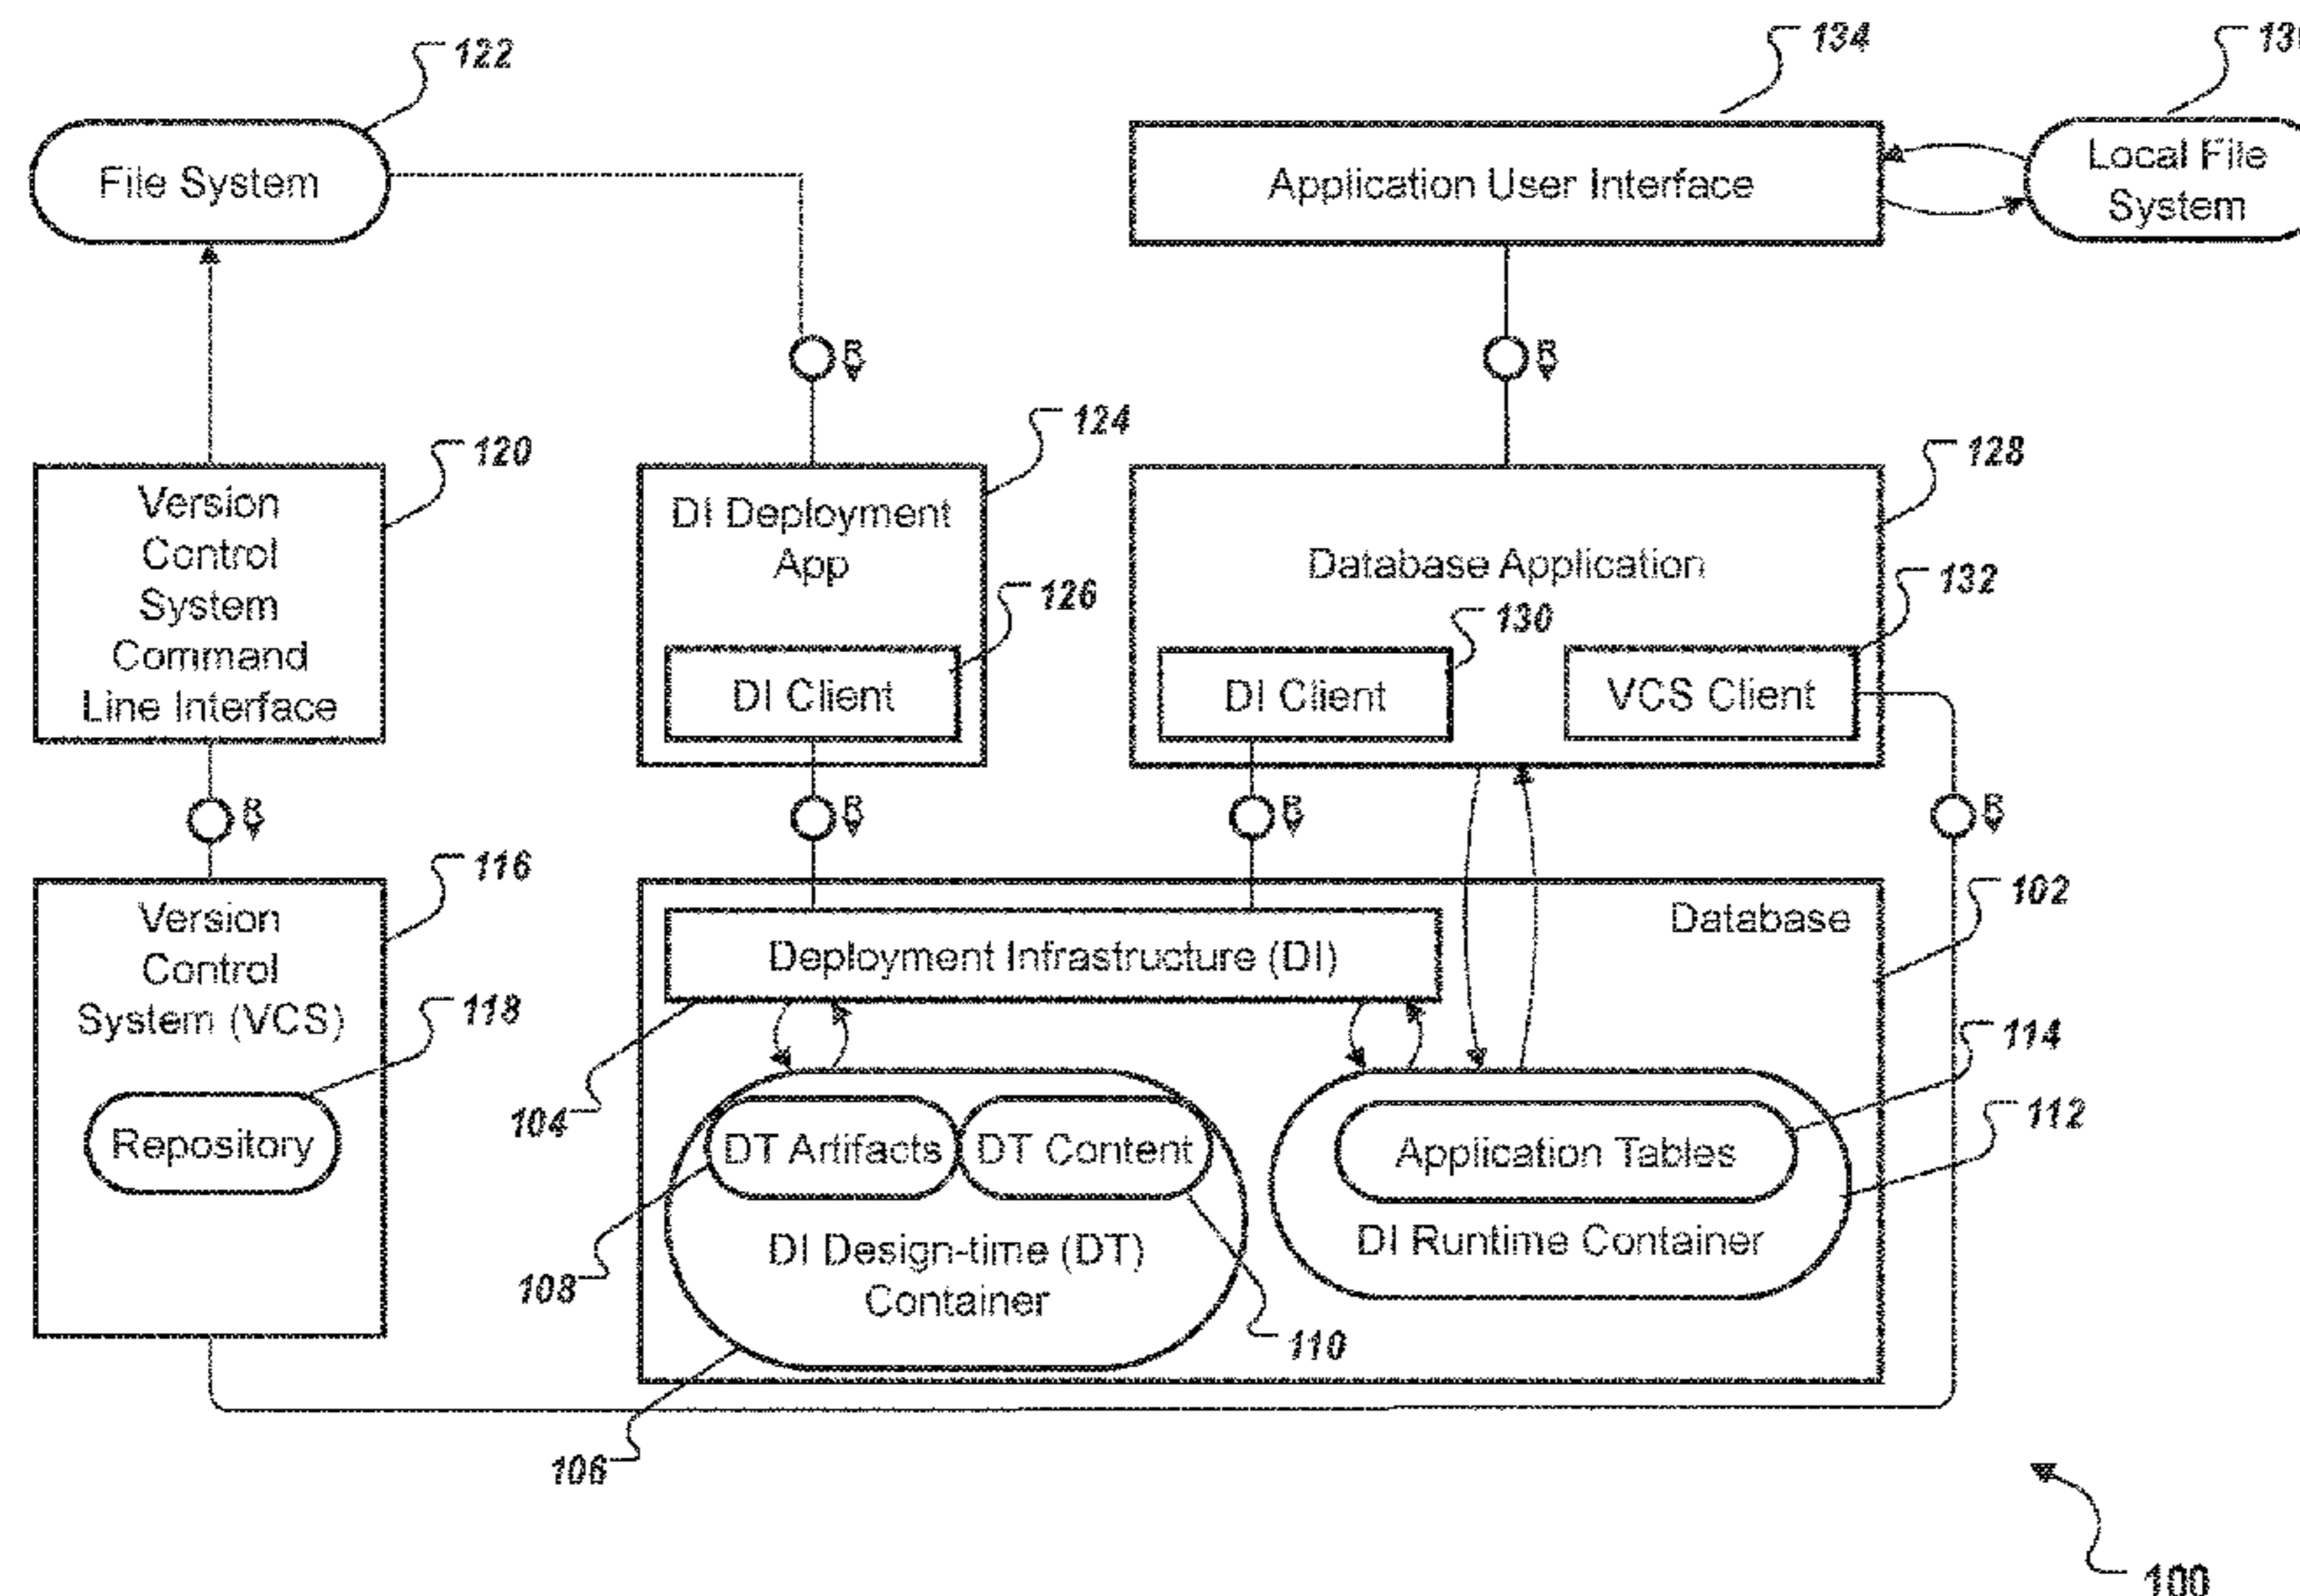 122
134
File System
Application User Interface
Local File
System
R
R
124
120
128
Version
Control
System
Command
Line Interface
DI Deployment
App
Database Application
126
132
130
DI Client
DI Client
VCS Client
R
R
R
R
116
102
Version
Control
System (VCS)
Database
Deployment Infrastructure (DI)
118
114
104
112
Repository
DT Artifacts
DT Content
Application Tables
DI Design-time (DT)
Container
DI Runtime Container
108
110
106
100